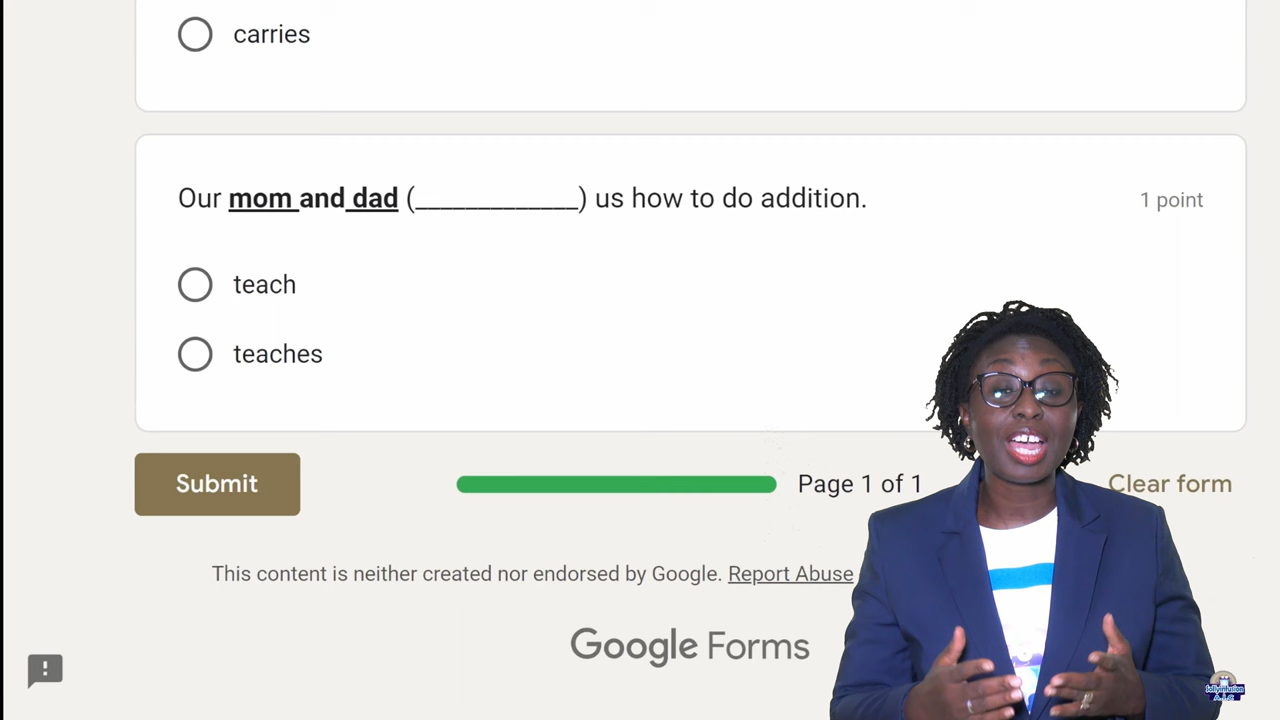 carries
Our mom and dad (_____________) us how to do addition.
1 point
teach
teaches
Submit
Page 1 of 1
Clear form
This content is neither created nor endorsed by Google. Report Abuse
Google Forms